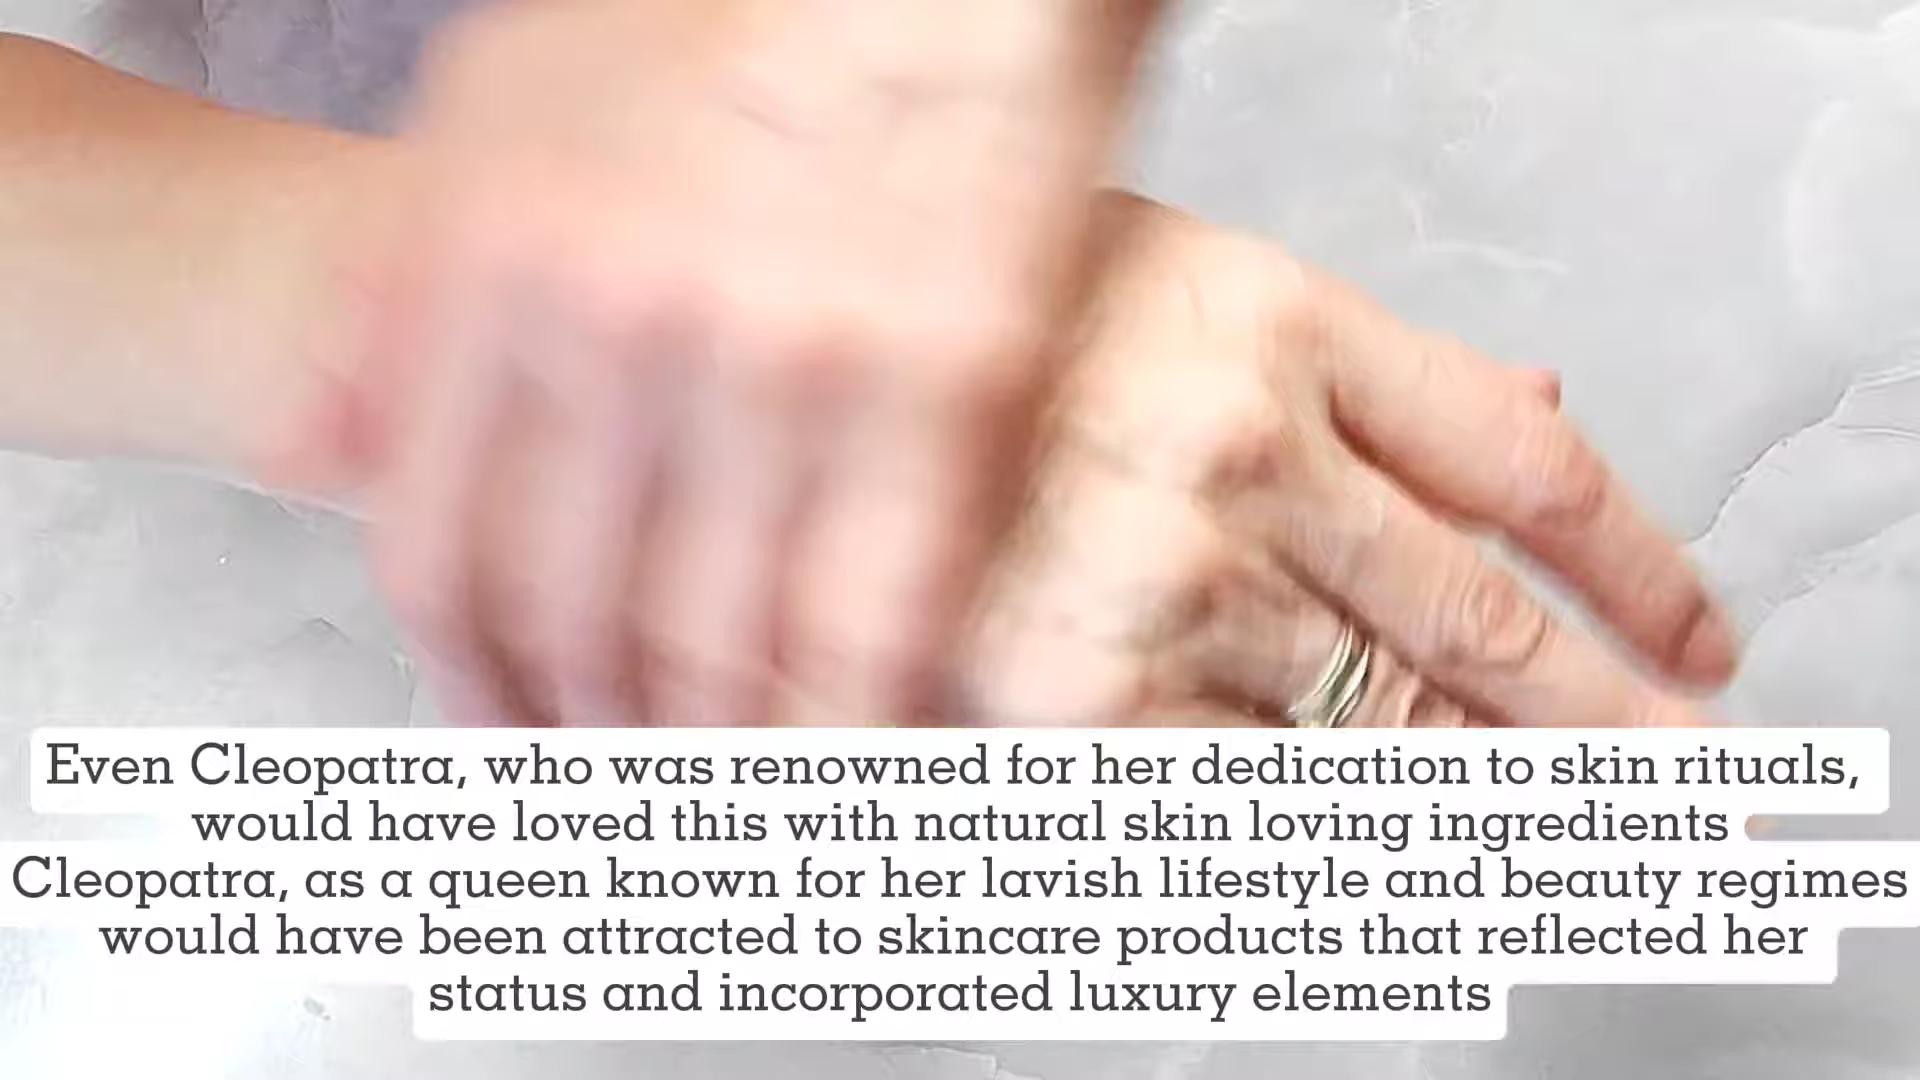 Even Cleopatra, who was renowned for her dedication to skin rituals,
would have loved this with natural skin loving ingredients
Cleopatra, as a queen known for her lavish lifestyle and beauty regimes
would have been attracted to skincare products that reflected her
status and incorporated luxury elements